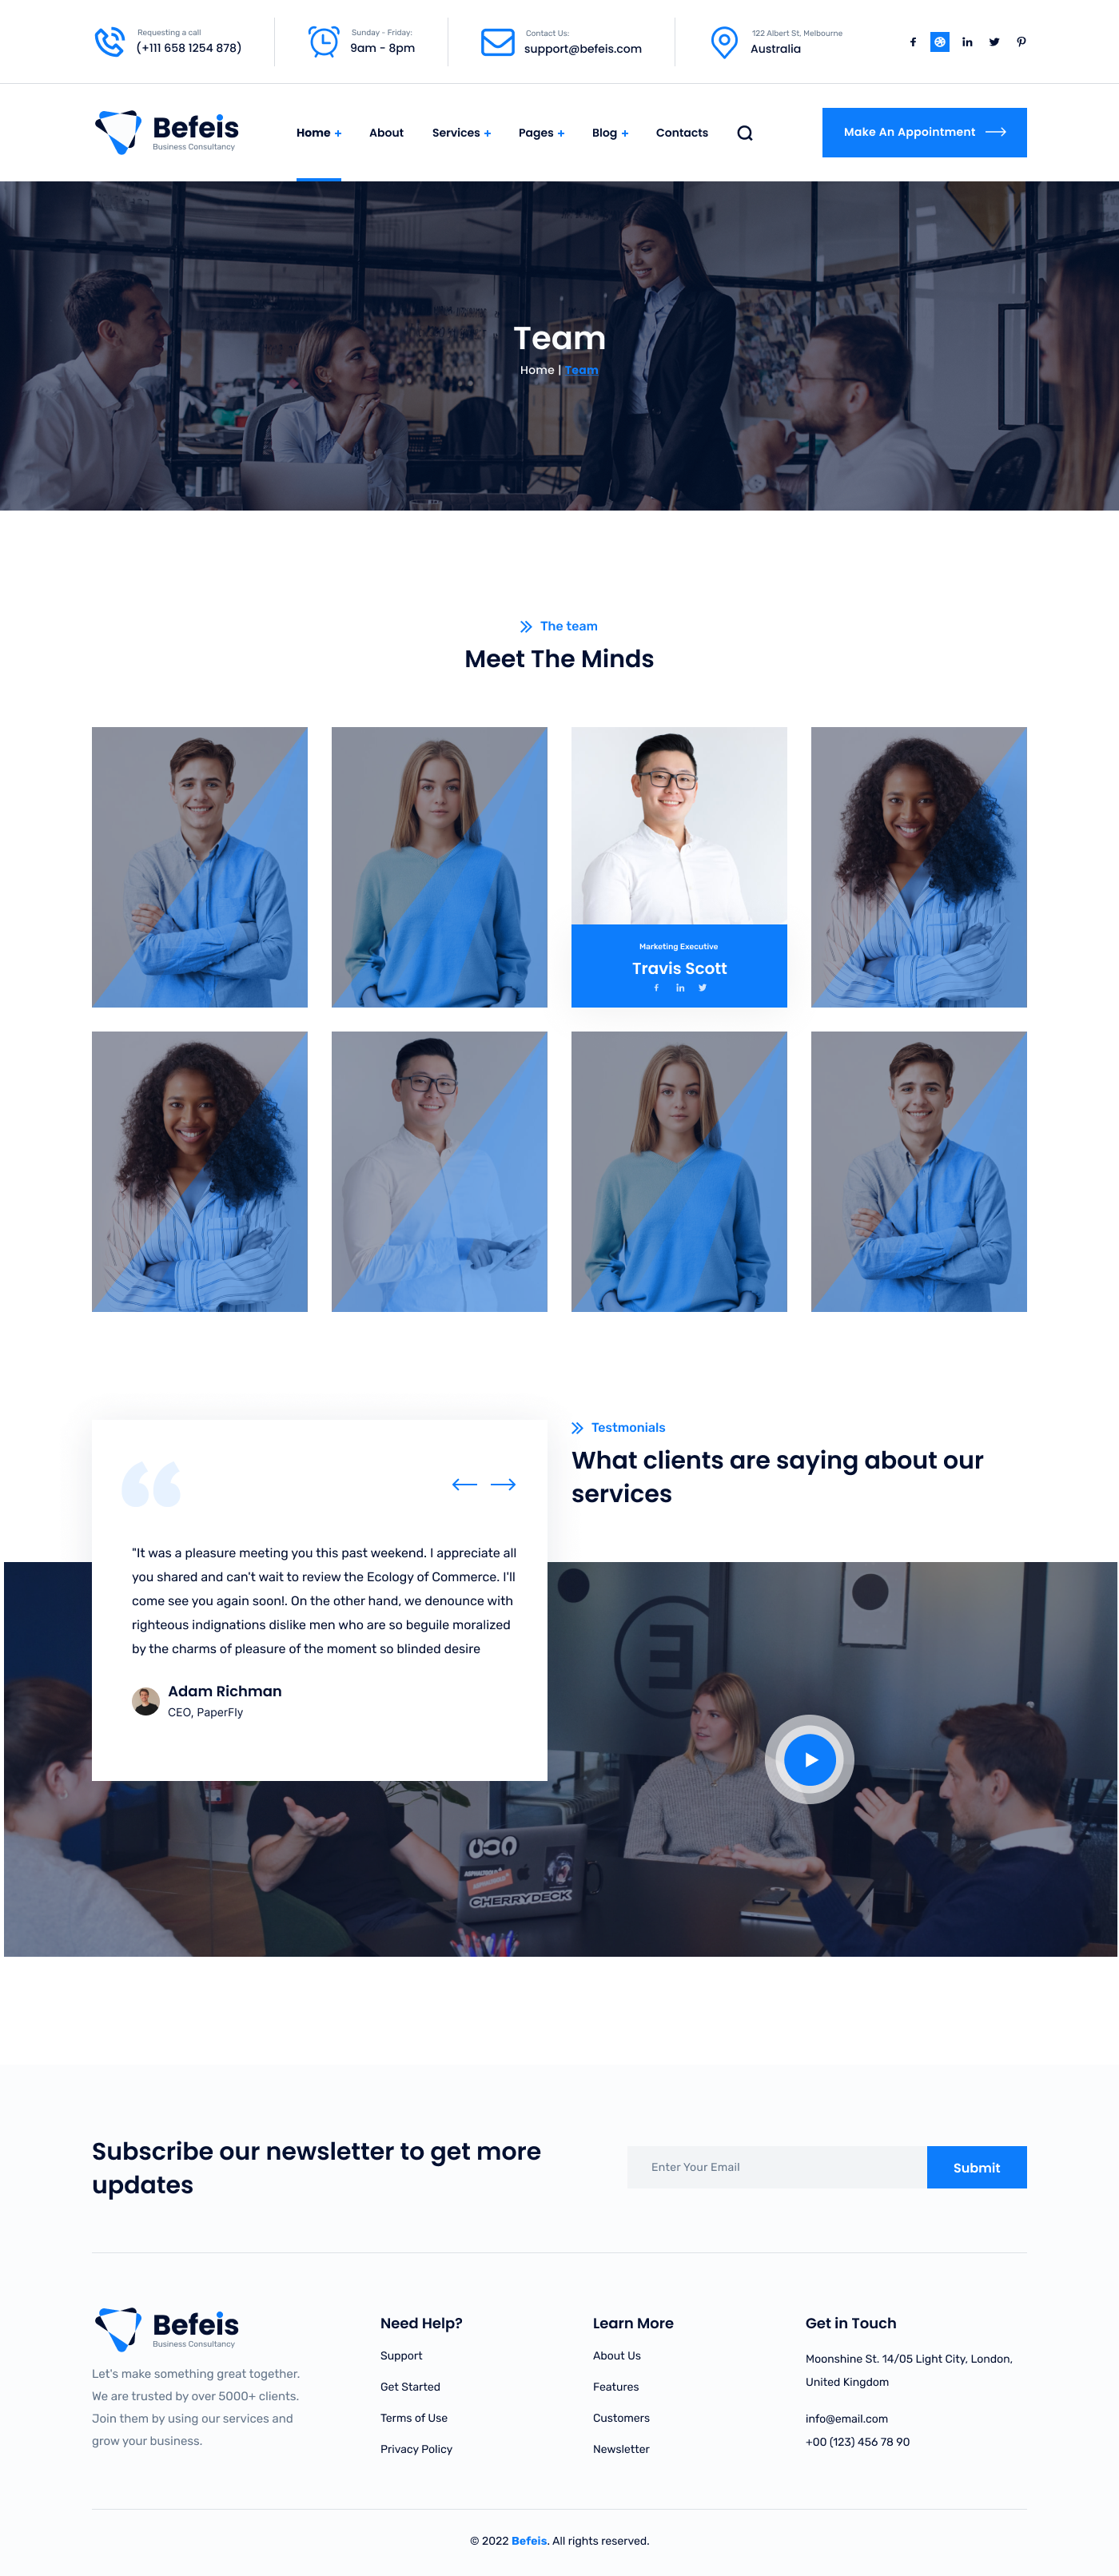 Requesting a call
(+111 658 1254 878)
Sunday - Friday:
9am - 8pm
Contact Us:
support@befeis.com
122 Albert St, Melbourne
Australia
Befeis
Business Consultancy
Home +
About
Services +
Pages +
Blog +
Contacts
Make An Appointment
Team
Home | Team
The team
Meet The Minds
Marketing Executive
Travis Scott
Testmonials
What clients are saying about our
services
"It was a pleasure meeting you this past weekend. I appreciate all
you shared and can't wait to review the Ecology of Commerce. I'll
come see you again soon!. On the other hand, we denounce with
righteous indignations dislike men who are so beguile moralized
by the charms of pleasure of the moment so blinded desire
Adam Richman
CEO, PaperFly
CHERRYDECK
Subscribe our newsletter to get more
updates
Enter Your Email
Submit
Befeis
Business Consultancy
Let's make something great together.
We are trusted by over 5000+ clients.
Join them by using our services and
grow your business.
Need Help?
Support
Get Started
Terms of Use
Privacy Policy
Learn More
About Us
Features
Customers
Newsletter
Get in Touch
Moonshine St. 14/05 Light City, London,
United Kingdom
info@email.com
+00 (123) 456 78 90
© 2022 Befeis. All rights reserved.